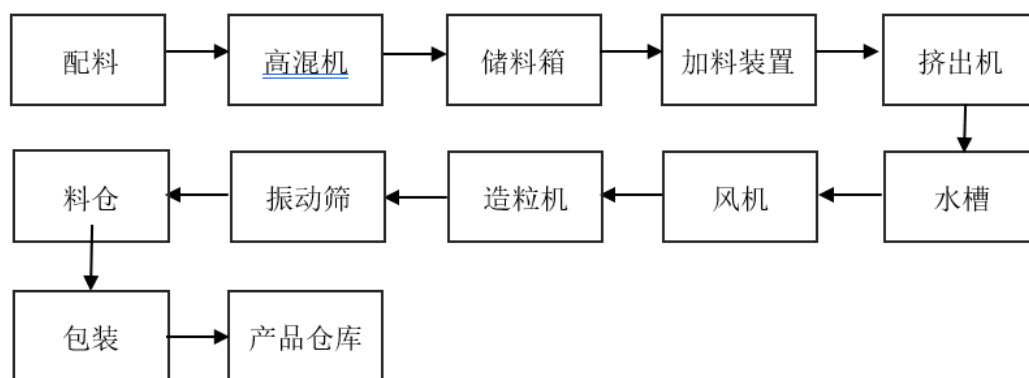 配料 高混机 储料箱 加料装置 挤出机
料仓 振动筛 造粒机 风机 水槽
包装 产品仓库